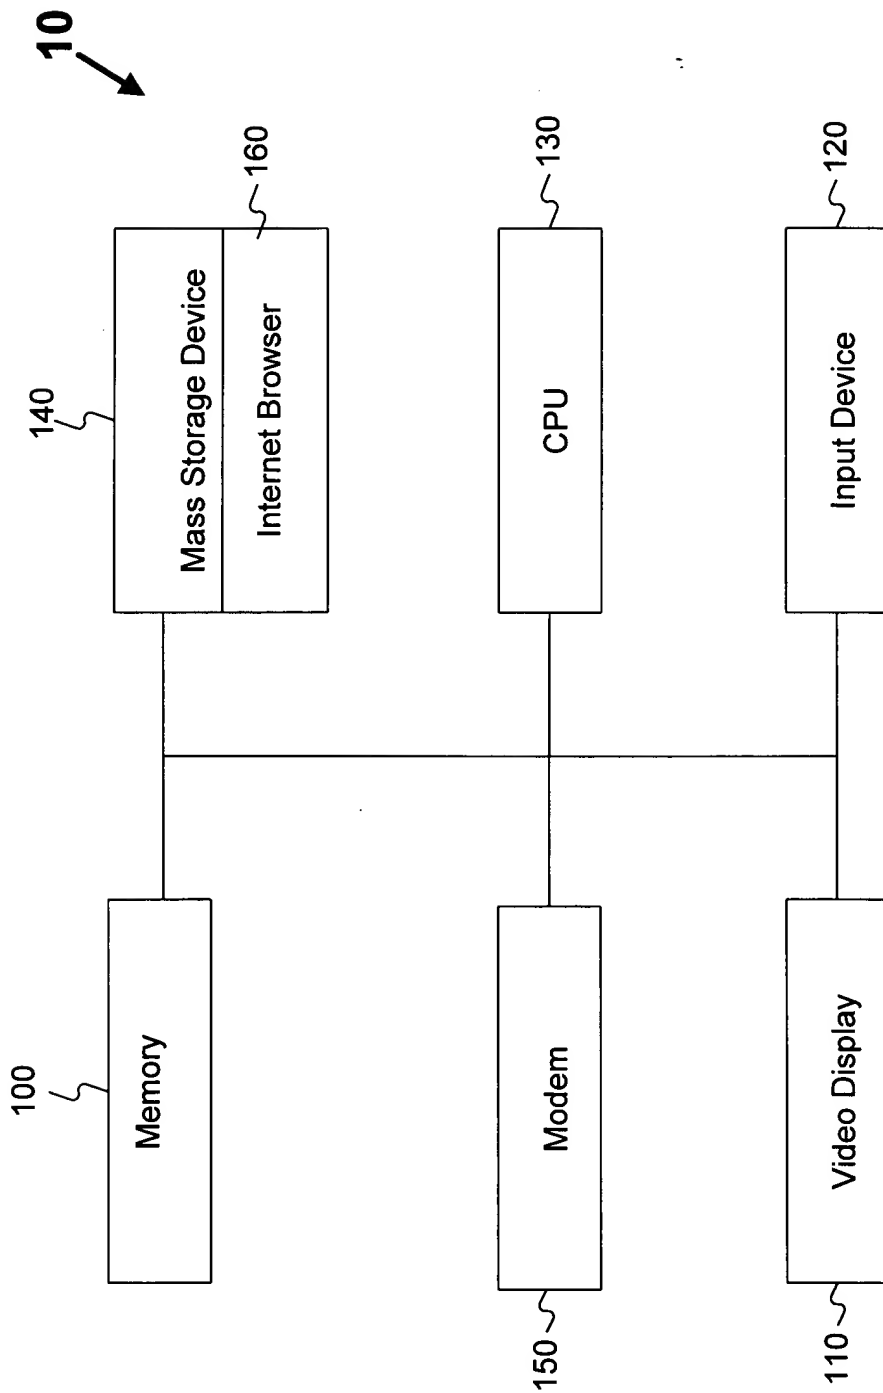 10
100
Memory
140
Mass Storage Device
Internet Browser
160
150
Modem
CPU
130
110
Video Display
Input Device
120